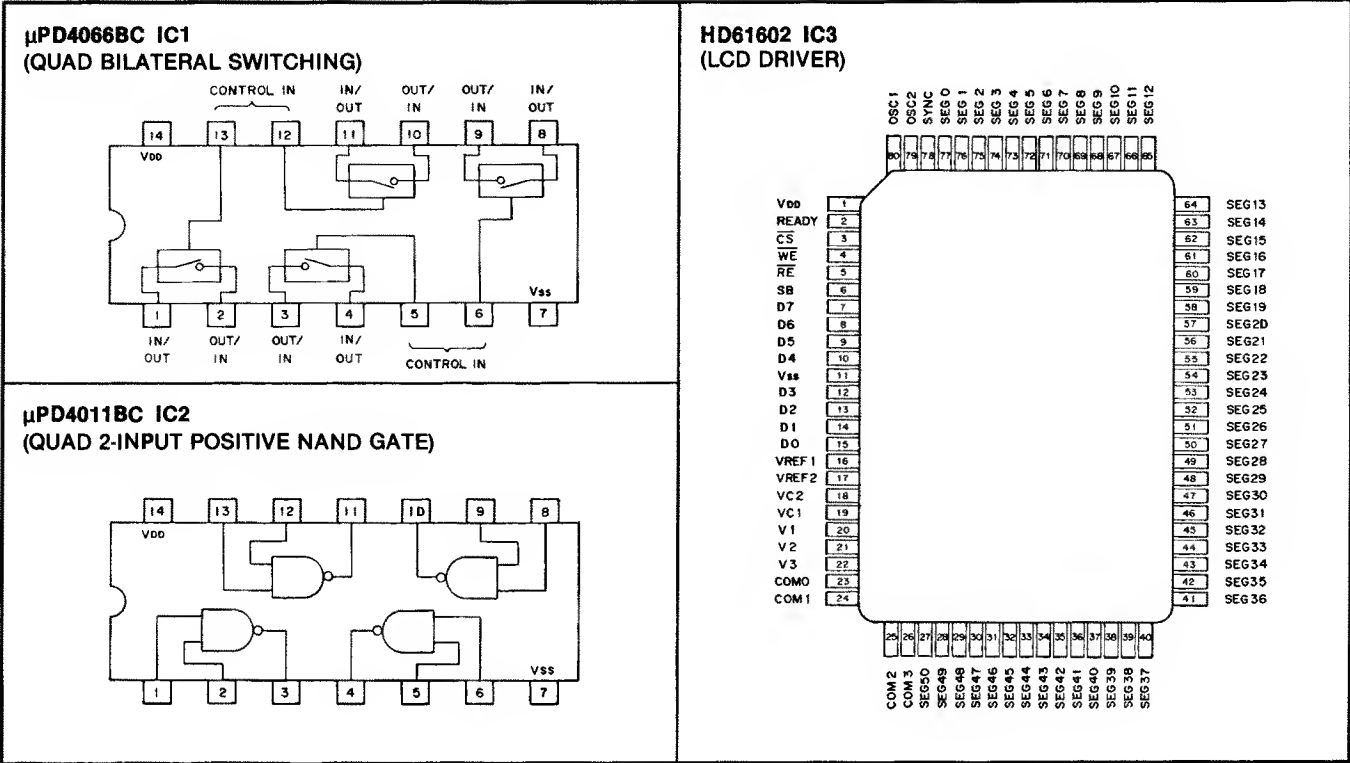 µPD4066BC IC1
(QUAD BILATERAL SWITCHING)
CONTROL IN
IN/ OUT
OUT/ IN
OUT/ IN
IN/ OUT
14 13 12 11 10 9 8
VDD
Vss
1 2 3 4 5 6 7
IN/ OUT
OUT/ IN
OUT/ IN
IN/ OUT
CONTROL IN
µPD4011BC IC2
(QUAD 2-INPUT POSITIVE NAND GATE)
14 13 12 11 1D 9 8
VDD
VSS
1 2 3 4 5 6 7
HD61602 IC3
(LCD DRIVER)
OSC1 OSC2 SYNC SEG0 SEG1 SEG2 SEG3 SEG4 SEG5 SEG6 SEG7 SEG8 SEG9 SEG10 SEG11 SEG12
80 79 78 77 76 75 74 73 72 71 70 69 68 67 66 65
VDD 1 64 SEG13
READY 2 63 SEG14
CS 3 62 SEG15
WE 4 61 SEG16
RE 5 60 SEG17
SB 6 59 SEG18
D7 7 58 SEG19
D6 8 57 SEG2D
D5 9 56 SEG21
D4 10 55 SEG22
Vss 11 54 SEG23
D3 12 53 SEG24
D2 13 52 SEG25
D1 14 51 SEG26
D0 15 50 SEG27
VREF1 16 49 SEG28
VREF2 17 48 SEG29
VC2 18 47 SEG30
VC1 19 46 SEG31
V1 20 45 SEG32
V2 21 44 SEG33
V3 22 43 SEG34
COM0 23 42 SEG35
COM1 24 41 SEG36
25 26 27 28 29 30 31 32 33 34 35 36 37 38 39 40
COM2 COM3 SEG50 SEG49 SEG48 SEG47 SEG46 SEG45 SEG44 SEG43 SEG42 SEG41 SEG40 SEG39 SEG38 SEG37